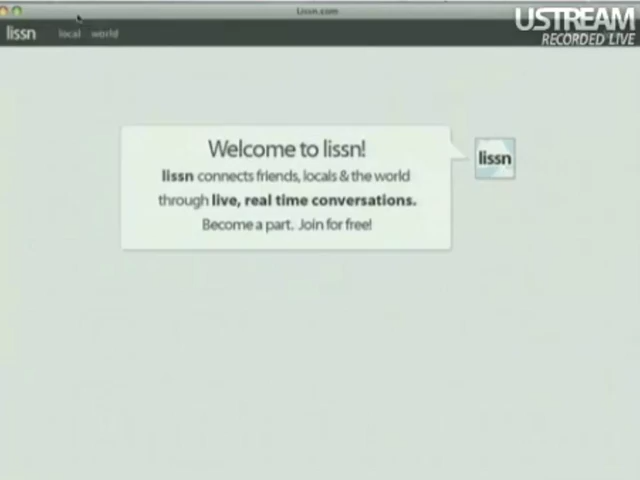 Lissn.com
USTREAM
RECORDED LIVE
lissn local world
Welcome to lissn!
lissn connects friends, locals & the world
through live, real time conversations.
Become a part. Join for free!
lissn